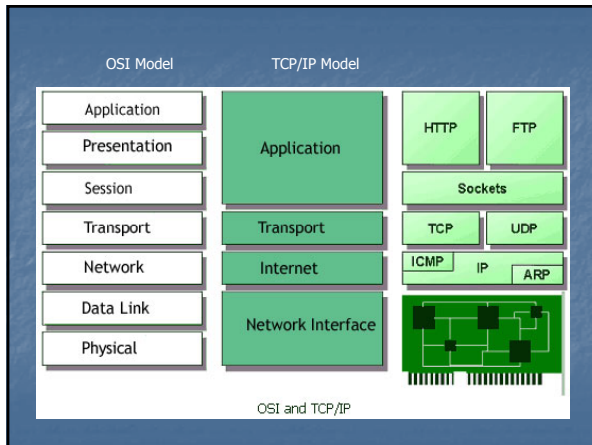 OSI Model
TCP/IP Model
Application
Presentation
Session
Transport
Network
Data Link
Physical
Application
Transport
Internet
Network Interface
HTTP
FTP
Sockets
TCP
UDP
ICMP
IP
ARP
OSI and TCP/IP